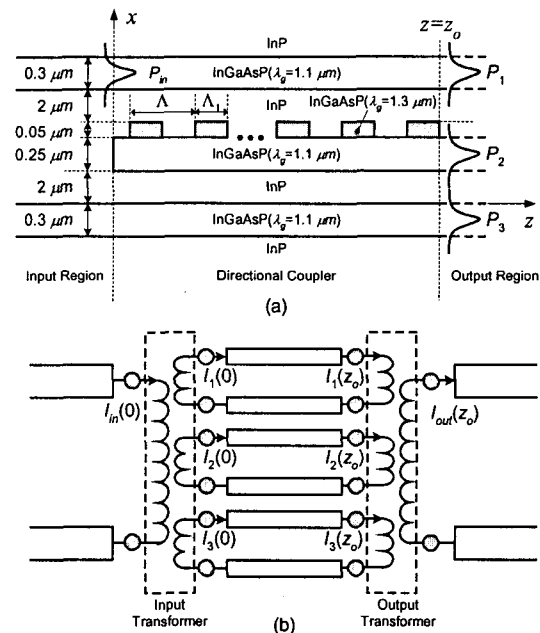 x
z=z_o
InP
0.3 μm
P_in
InGaAsP(λ_g=1.1 μm)
P_1
2 μm
Λ
Λ_1
InP
InGaAsP(λ_g=1.3 μm)
0.05 μm
0.25 μm
InGaAsP(λ_g=1.1 μm)
P_2
2 μm
InP
0.3 μm
InGaAsP(λ_g=1.1 μm)
P_3
z
InP
Input Region
Directional Coupler
Output Region
(a)
I_in(0)
I_1(0)
I_1(z_o)
I_out(z_o)
I_2(0)
I_2(z_o)
I_3(0)
I_3(z_o)
Input
Transformer
(b)
Output
Transformer